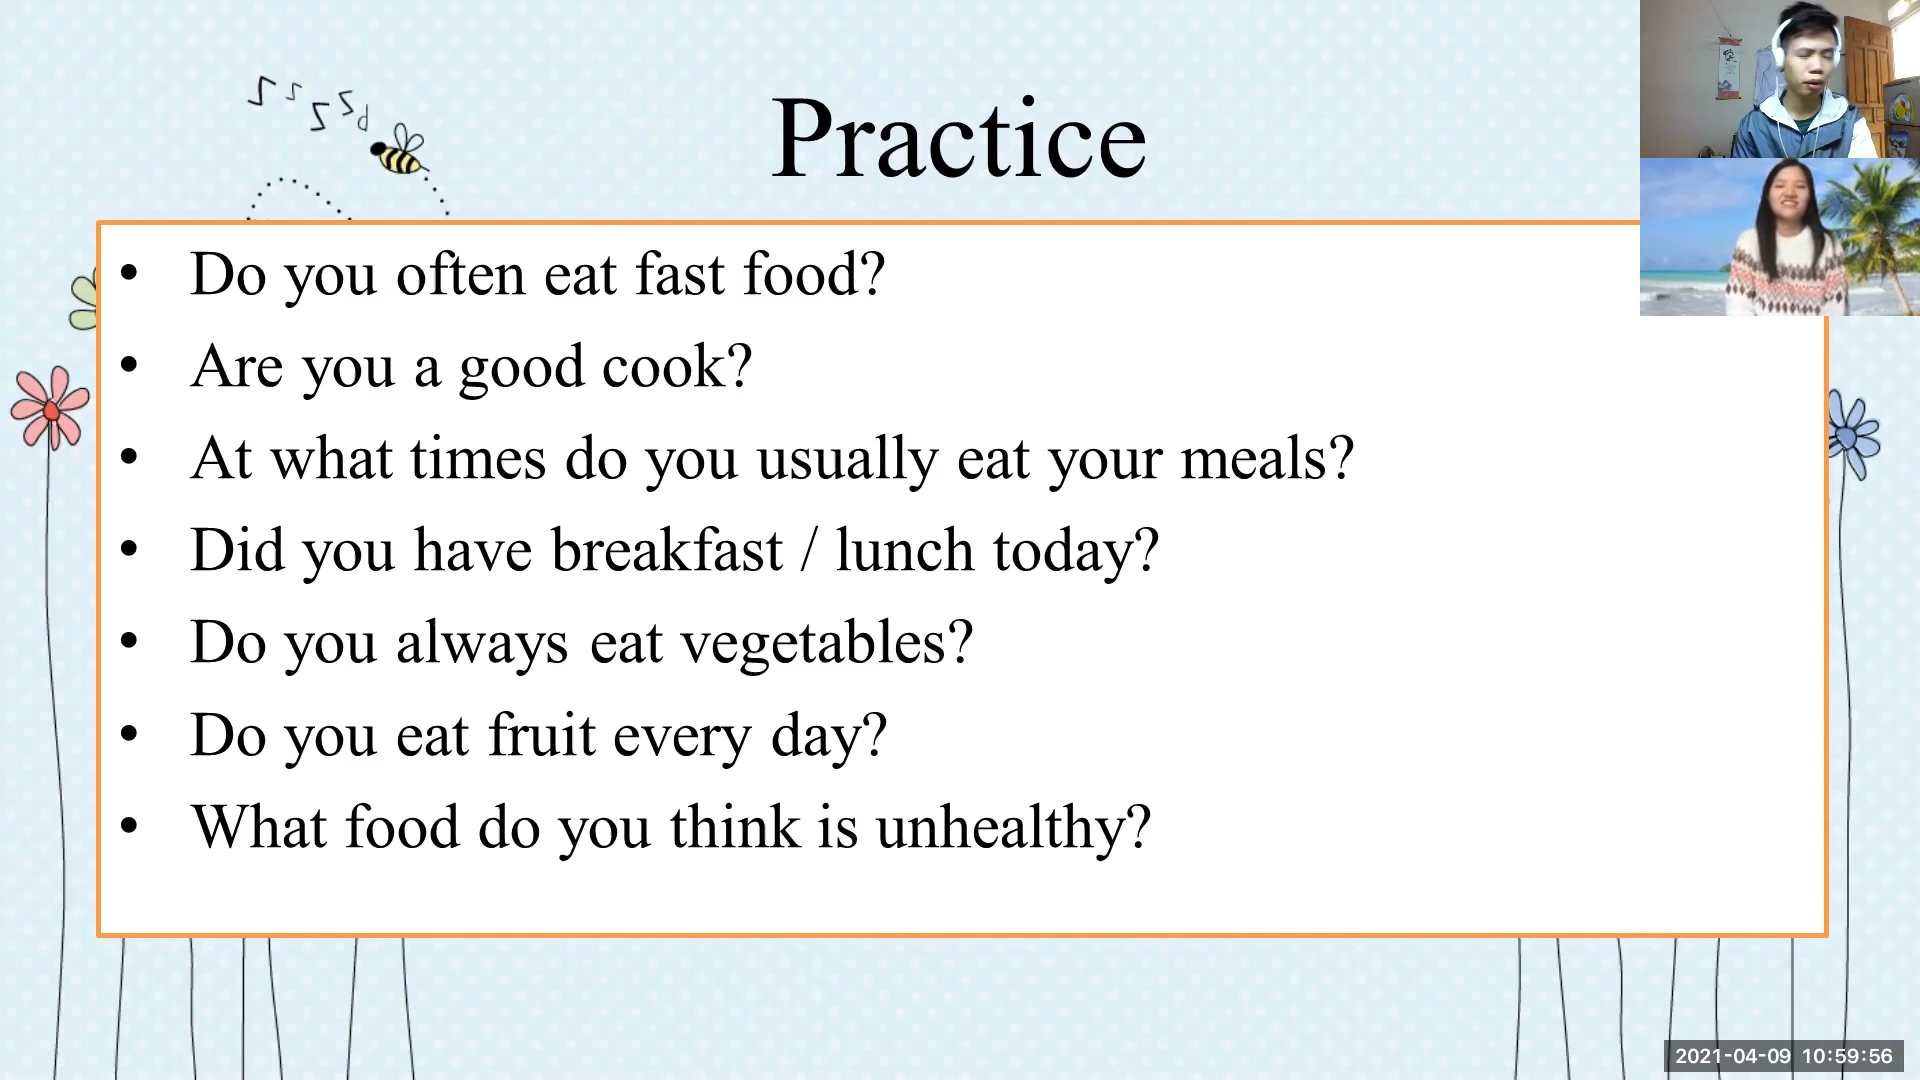 Practice
• Do you often eat fast food?
• Are you a good cook?
• At what times do you usually eat your meals?
• Did you have breakfast / lunch today?
• Do you always eat vegetables?
• Do you eat fruit every day?
• What food do you think is unhealthy?
2021-04-09 10:59:56